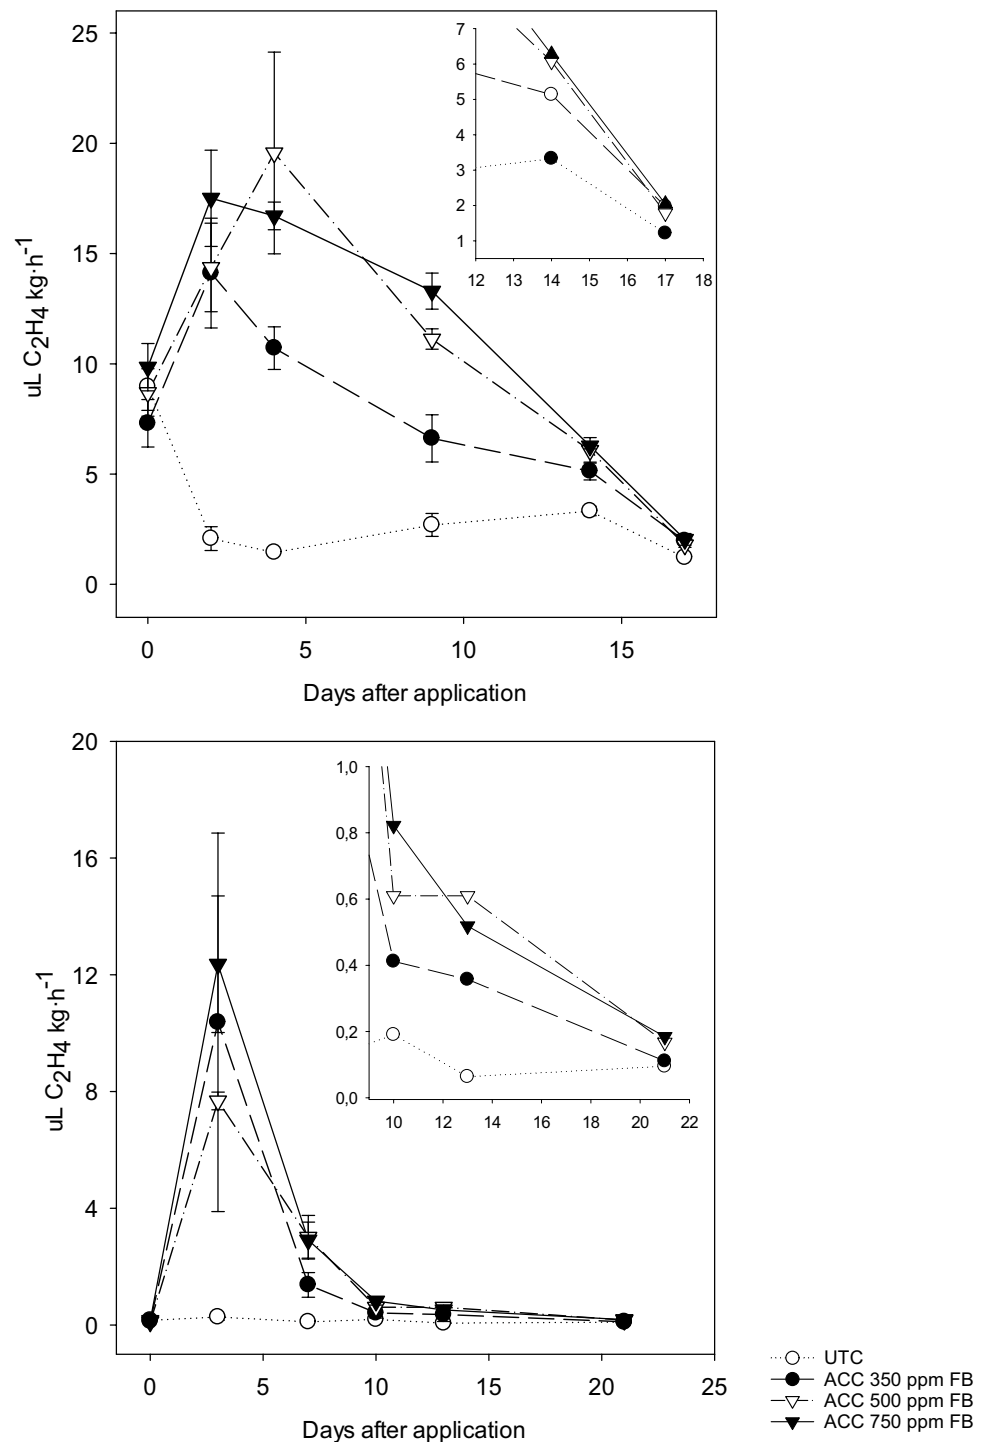 25
20
15
10
5
0
uL C2H4 kg·h-1
0 5 10 15
Days after application
7
6
5
4
3
2
1
12 13 14 15 16 17 18
20
16
12
8
4
0
uL C2H4 kg·h-1
0 5 10 15 20 25
Days after application
1,0
0,8
0,6
0,4
0,2
0,0
10 12 14 16 18 20 22
UTC
ACC 350 ppm FB
ACC 500 ppm FB
ACC 750 ppm FB